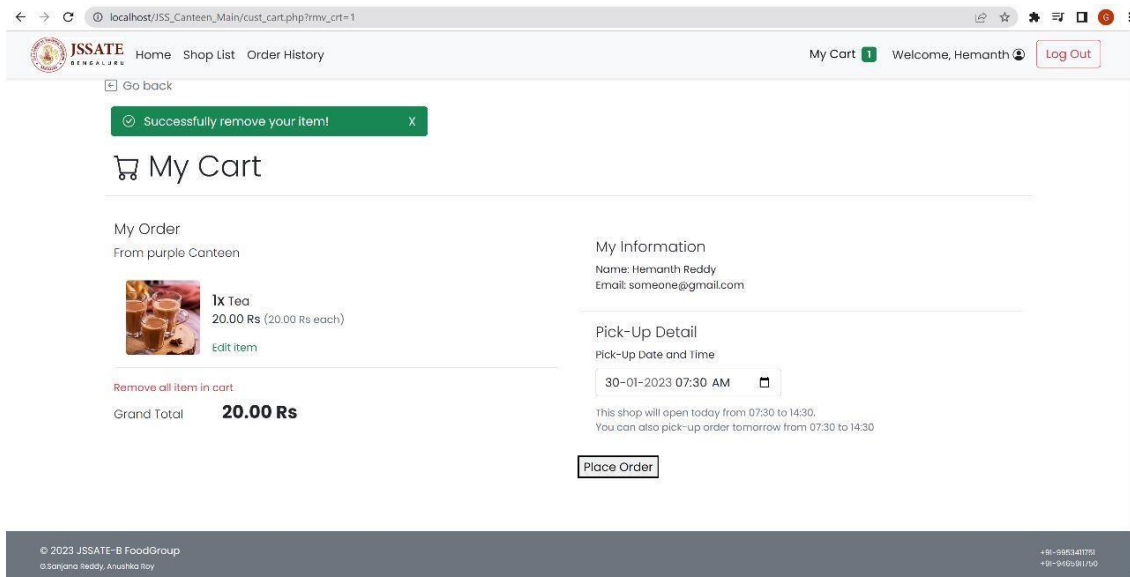 localhost/JSS_Canteen_Main/cust_cart.php?rmv_crt=1
G
JSSATE
BENGALURU
Home Shop List Order History
My Cart 1 Welcome, Hemanth Log Out
Go back
Successfully remove your item! X
My Cart
My Order
From purple Canteen
1x Tea
20.00 Rs (20.00 Rs each)
Edit item
Remove all item in cart
Grand Total 20.00 Rs
My Information
Name: Hemanth Reddy
Email: someone@gmail.com
Pick-Up Detail
Pick-Up Date and Time
30-01-2023 07:30 AM
This shop will open today from 07:30 to 14:30.
You can also pick-up order tomorrow from 07:30 to 14:30
Place Order
© 2023 JSSATE-B FoodGroup
G.Sanjana Reddy, Anushka Roy